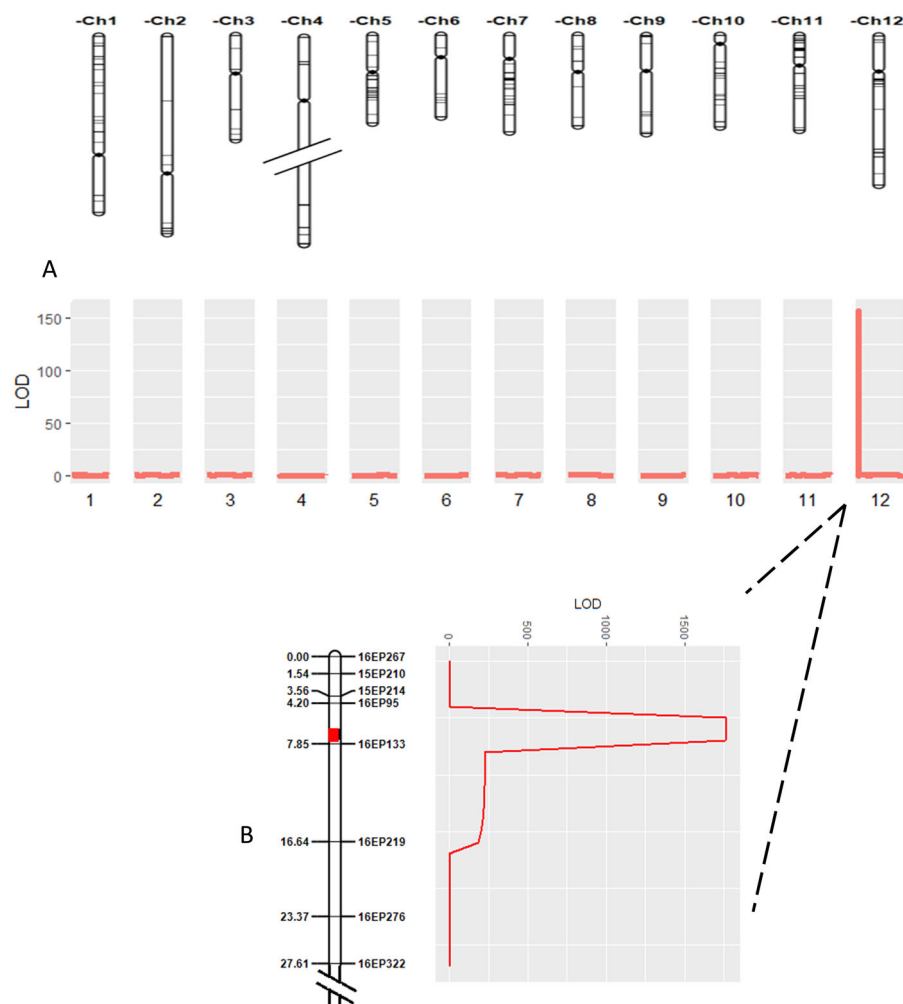 -Ch1 -Ch2 -Ch3 -Ch4 -Ch5 -Ch6 -Ch7 -Ch8 -Ch9 -Ch10 -Ch11 -Ch12
A
LOD
150
100
50
0
1 2 3 4 5 6 7 8 9 10 11 12
LOD
0 500 1000 1500
0.00 16EP267
1.54 15EP210
3.56 15EP214
4.20 16EP95
7.85 16EP133
B
16.64 16EP219
23.37 16EP276
27.61 16EP322